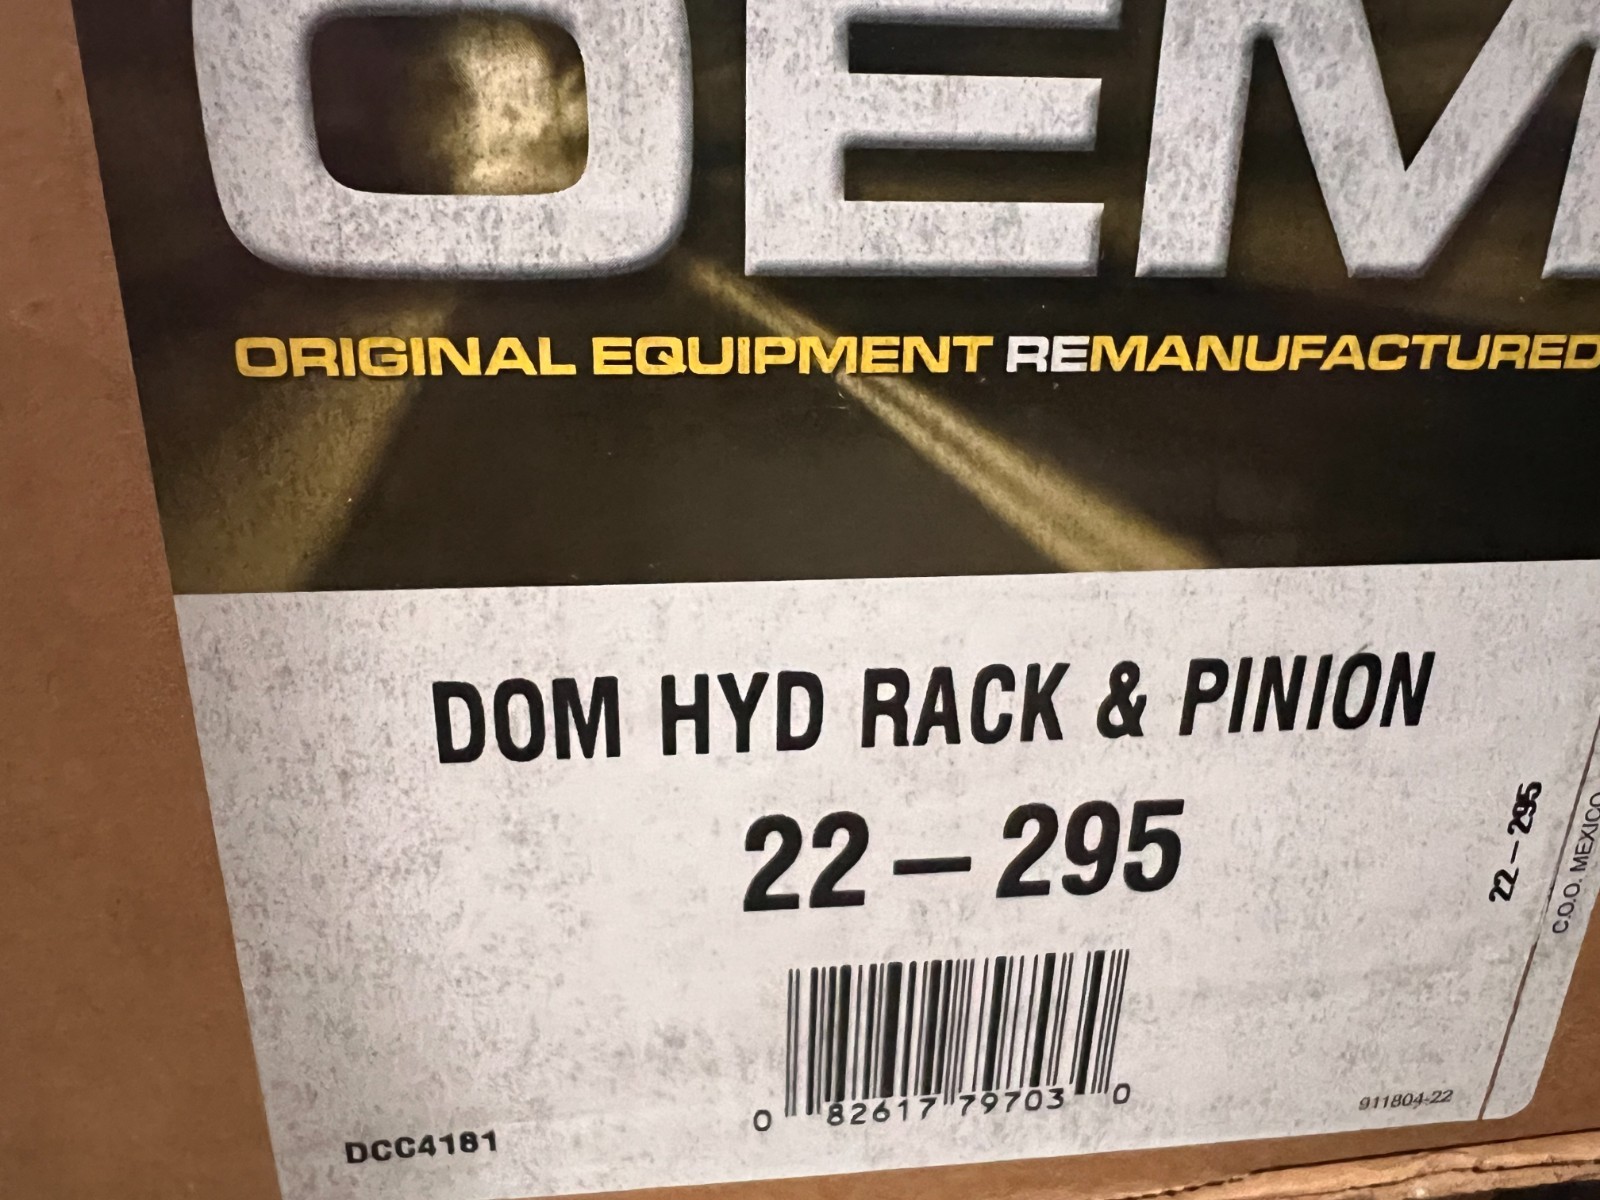 OEM
ORIGINAL EQUIPMENT REMANUFACTURED
DOM HYD RACK & PINION
22-295
22-295
C.O.O. MEXICO
0 82617 79703 0
911804-22
DCC4181